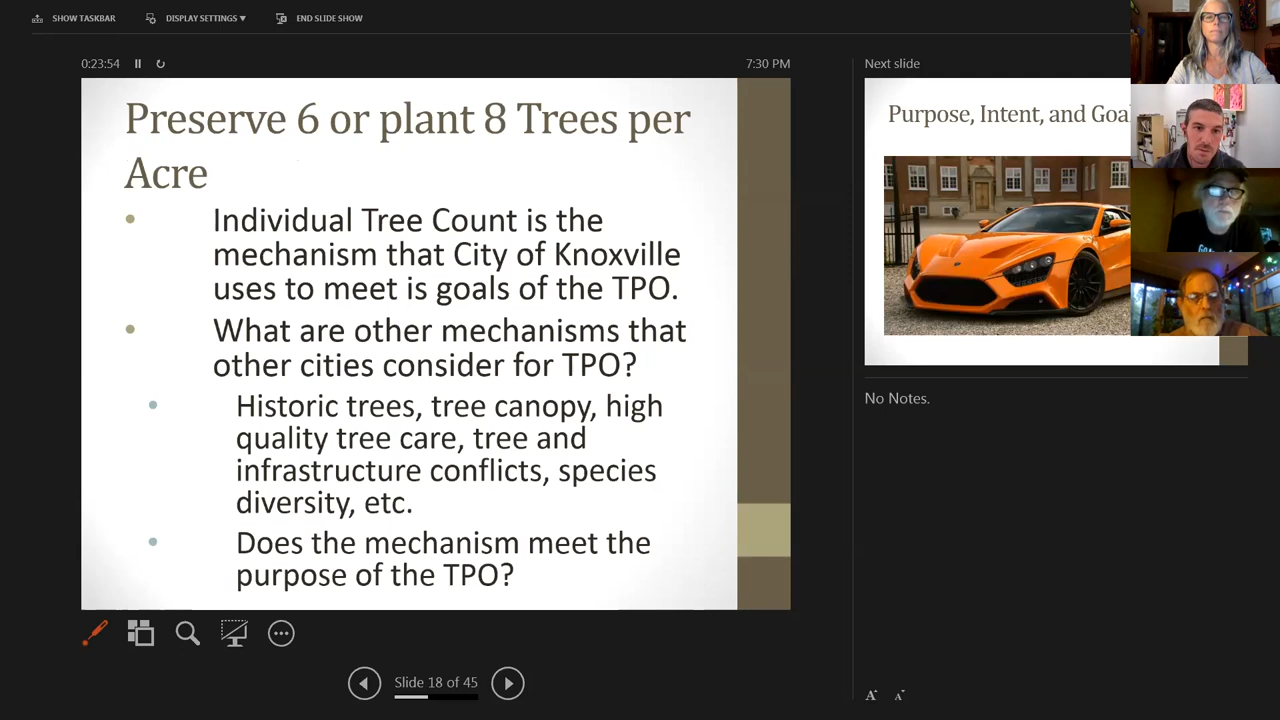 SHOW TASKBAR
DISPLAY SETTINGS ▼
END SLIDE SHOW
0:23:54
7:30 PM
Preserve 6 or plant 8 Trees per
Acre
• Individual Tree Count is the
mechanism that City of Knoxville
uses to meet is goals of the TPO.
• What are other mechanisms that
other cities consider for TPO?
• Historic trees, tree canopy, high
quality tree care, tree and
infrastructure conflicts, species
diversity, etc.
• Does the mechanism meet the
purpose of the TPO?
Slide 18 of 45
Next slide
Purpose, Intent, and Goa
No Notes.
A A